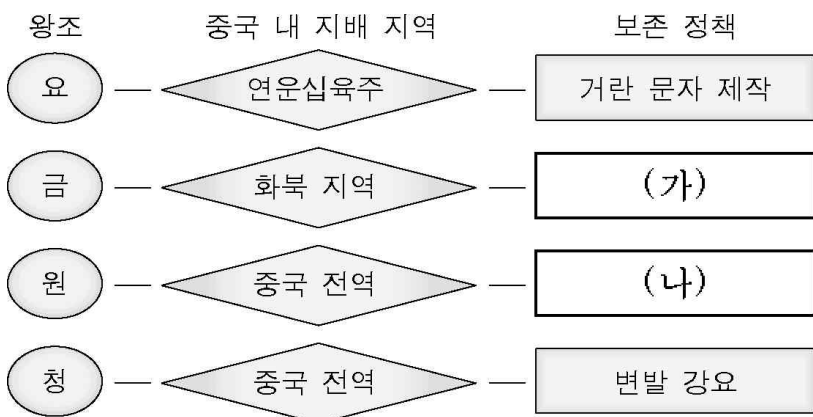 왕조 중국 내 지배 지역 보존 정책
요 연운십육주 거란 문자 제작
금 화북 지역 (가)
원 중국 전역 (나)
청 중국 전역 변발 강요